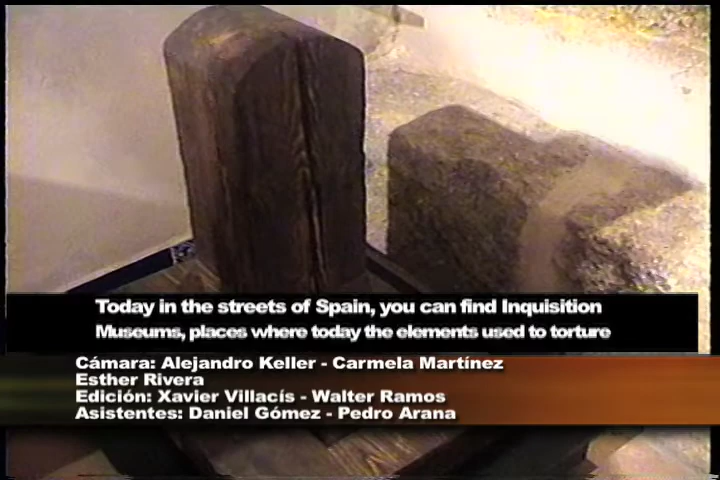 Today in the streets of Spain, you can find Inquisition
Museums, places where today the elements used to torture
Cámara: Alejandro Keller - Carmela Martínez
Esther Rivera
Edición: Xavier Villacís - Walter Ramos
Asistentes: Daniel Gómez - Pedro Arana